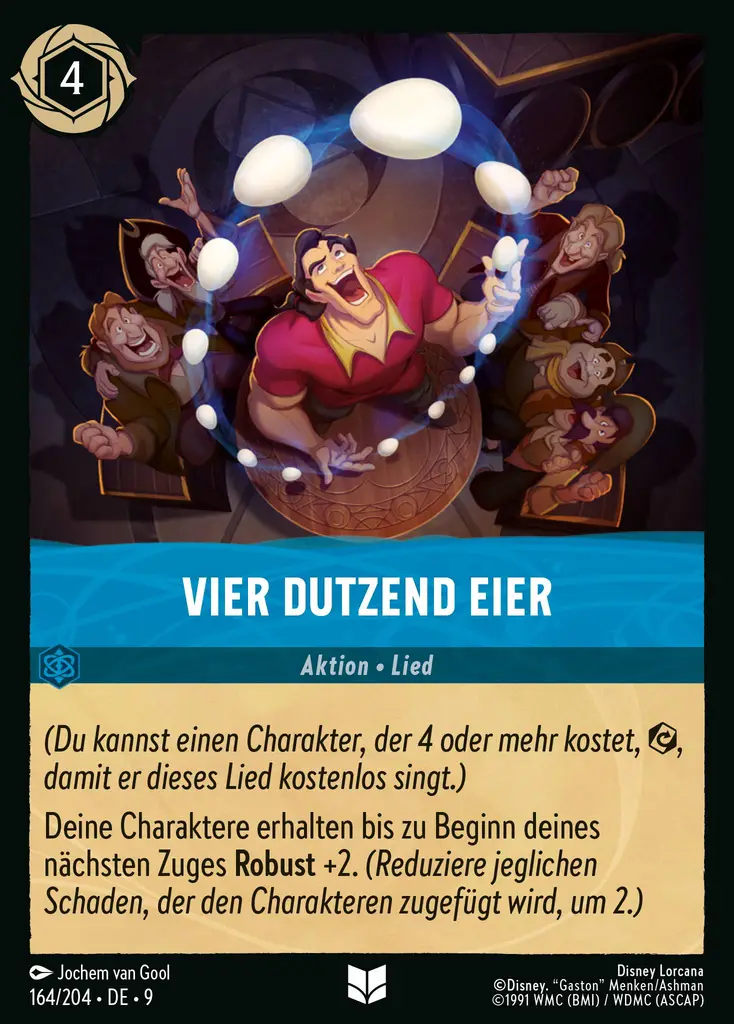 4
VIER DUTZEND EIER
Aktion • Lied
(Du kannst einen Charakter, der 4 oder mehr kostet, ,
damit er dieses Lied kostenlos singt.)
Deine Charaktere erhalten bis zu Beginn deines
nächsten Zuges Robust +2. (Reduziere jeglichen
Schaden, der den Charakteren zugefügt wird, um 2.)
Jochem van Gool
164/204 • DE • 9
Disney Lorcana
©Disney. "Gaston" Menken/Ashman
©1991 WMC (BMI) / WDMC (ASCAP)